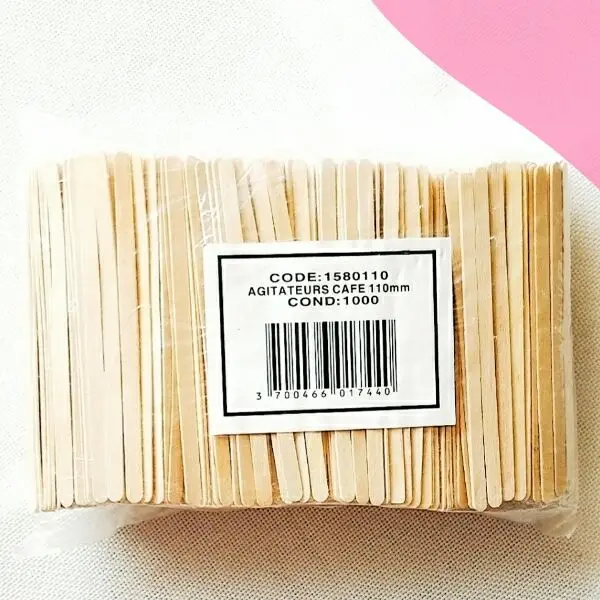 CODE:1580110
AGITATEURS CAFE 110mm
COND:1000
3 700466 017440